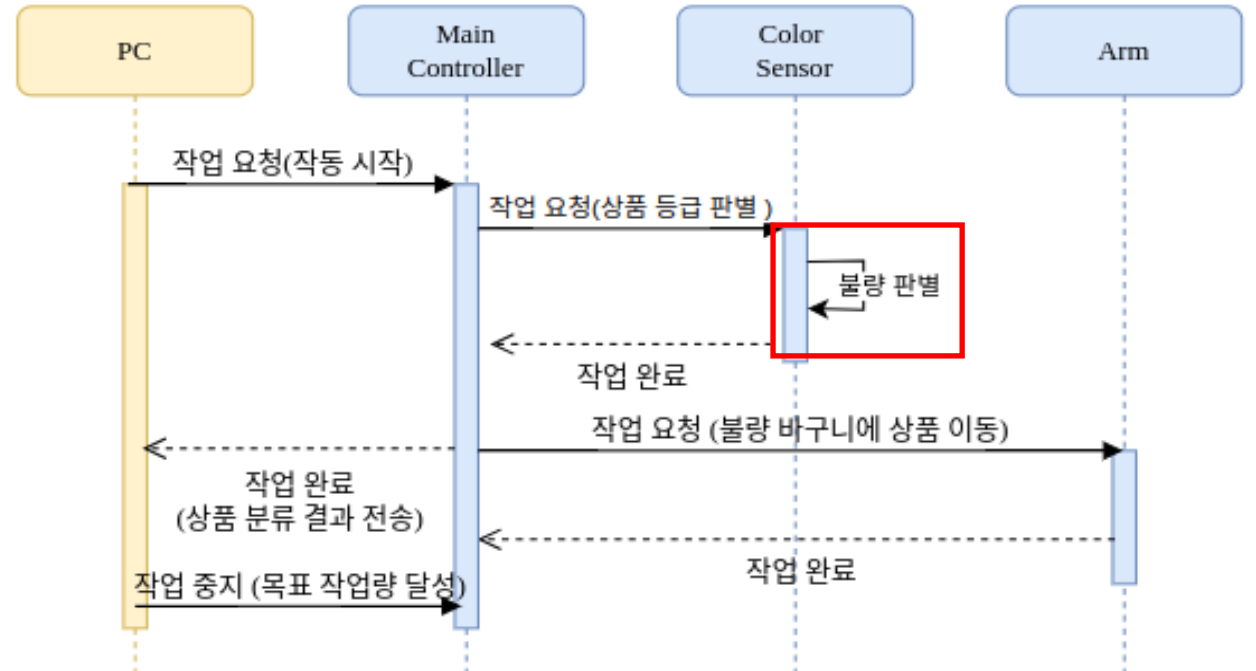 PC
Main
Controller
Color
Sensor
Arm
작업 요청(작동 시작)
작업 요청(상품 등급 판별 )
불량 판별
작업 완료
작업 요청 (불량 바구니에 상품 이동)
작업 완료
(상품 분류 결과 전송)
작업 완료
작업 중지 (목표 작업량 달성)